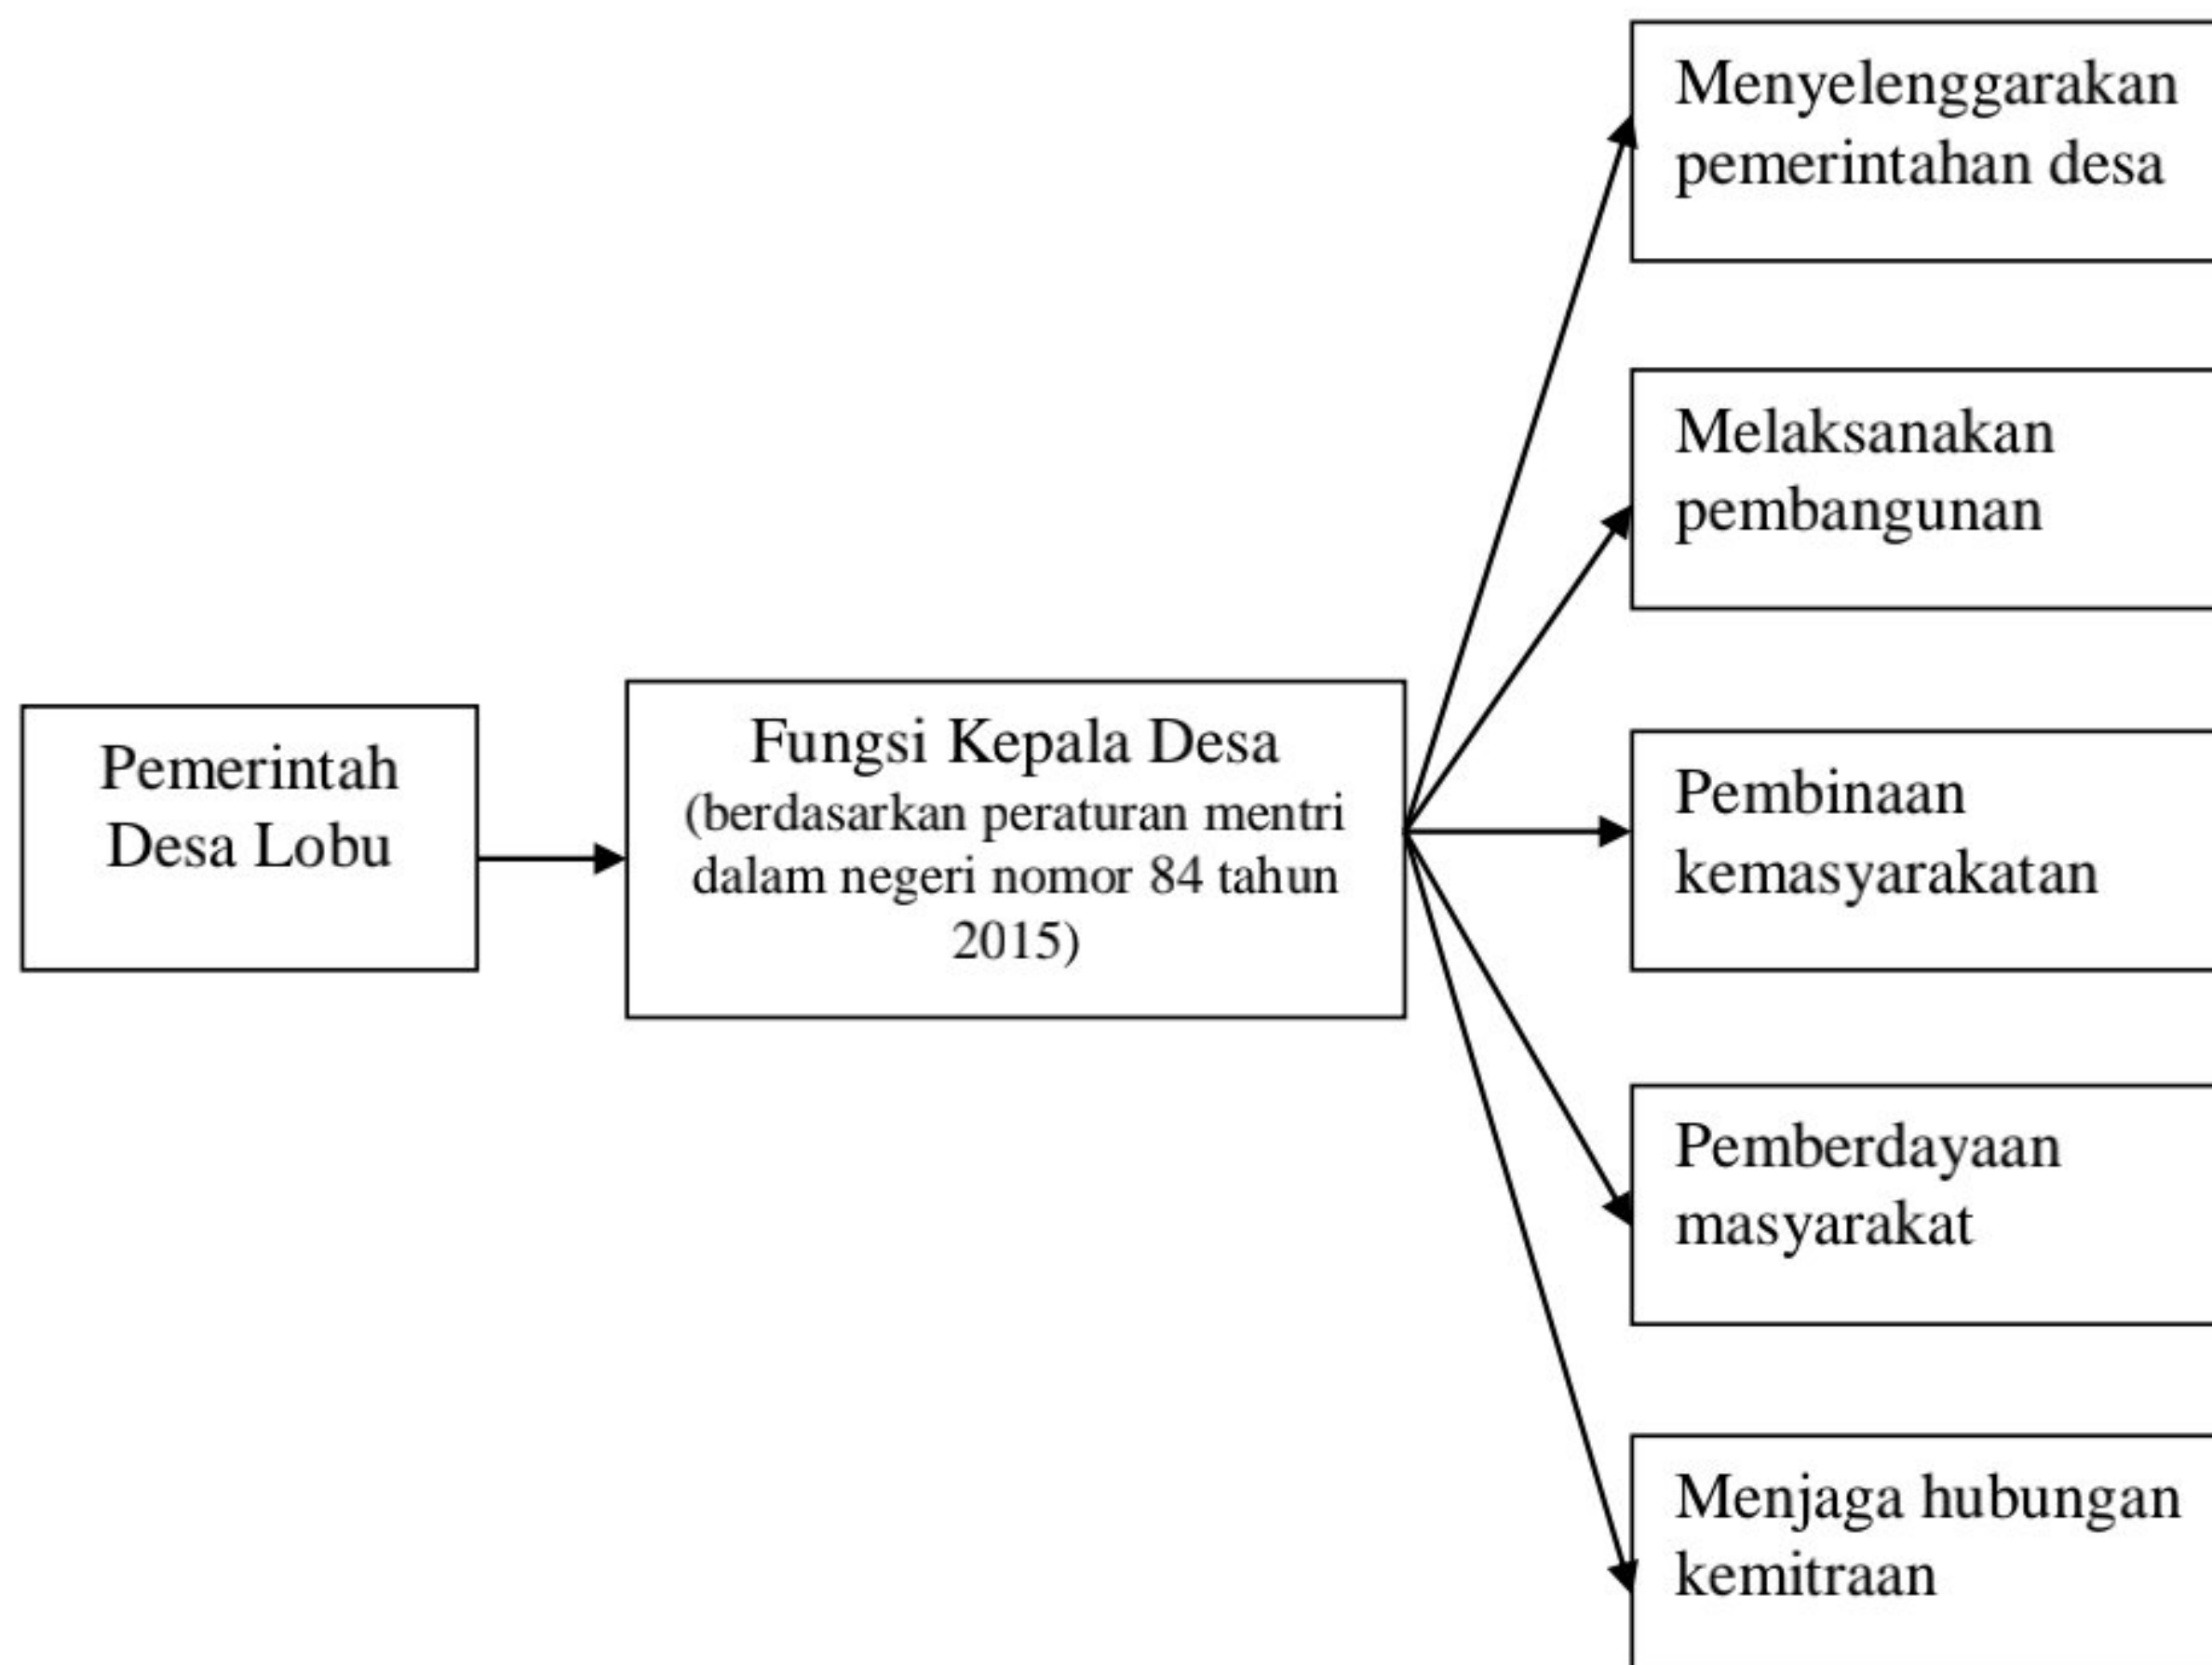 Pemerintah
Desa Lobu
Fungsi Kepala Desa
(berdasarkan peraturan mentri
dalam negeri nomor 84 tahun
2015)
Menyelenggarakan
pemerintahan desa
Melaksanakan
pembangunan
Pembinaan
kemasyarakatan
Pemberdayaan
masyarakat
Menjaga hubungan
kemitraan